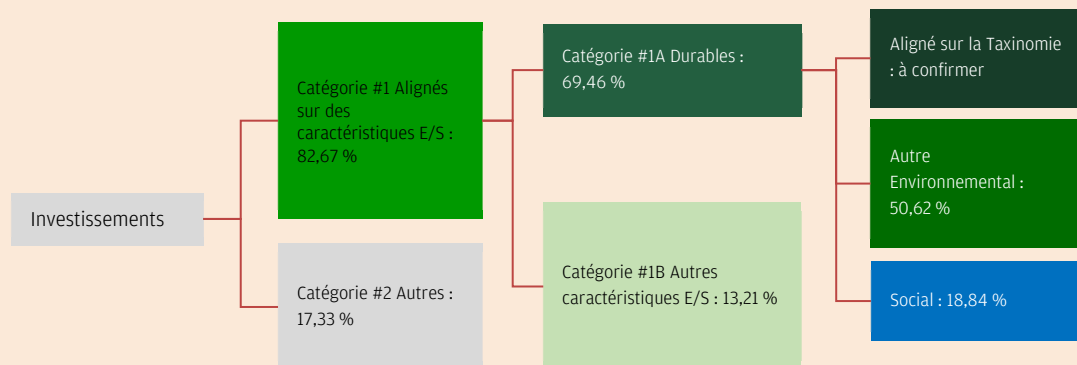 Investissements
Catégorie #1 Alignés
sur des
caractéristiques E/S :
82,67 %
Catégorie #2 Autres :
17,33 %
Catégorie #1A Durables :
69,46 %
Catégorie #1B Autres
caractéristiques E/S : 13,21 %
Aligné sur la Taxinomie
: à confirmer
Autre
Environnemental :
50,62 %
Social : 18,84 %